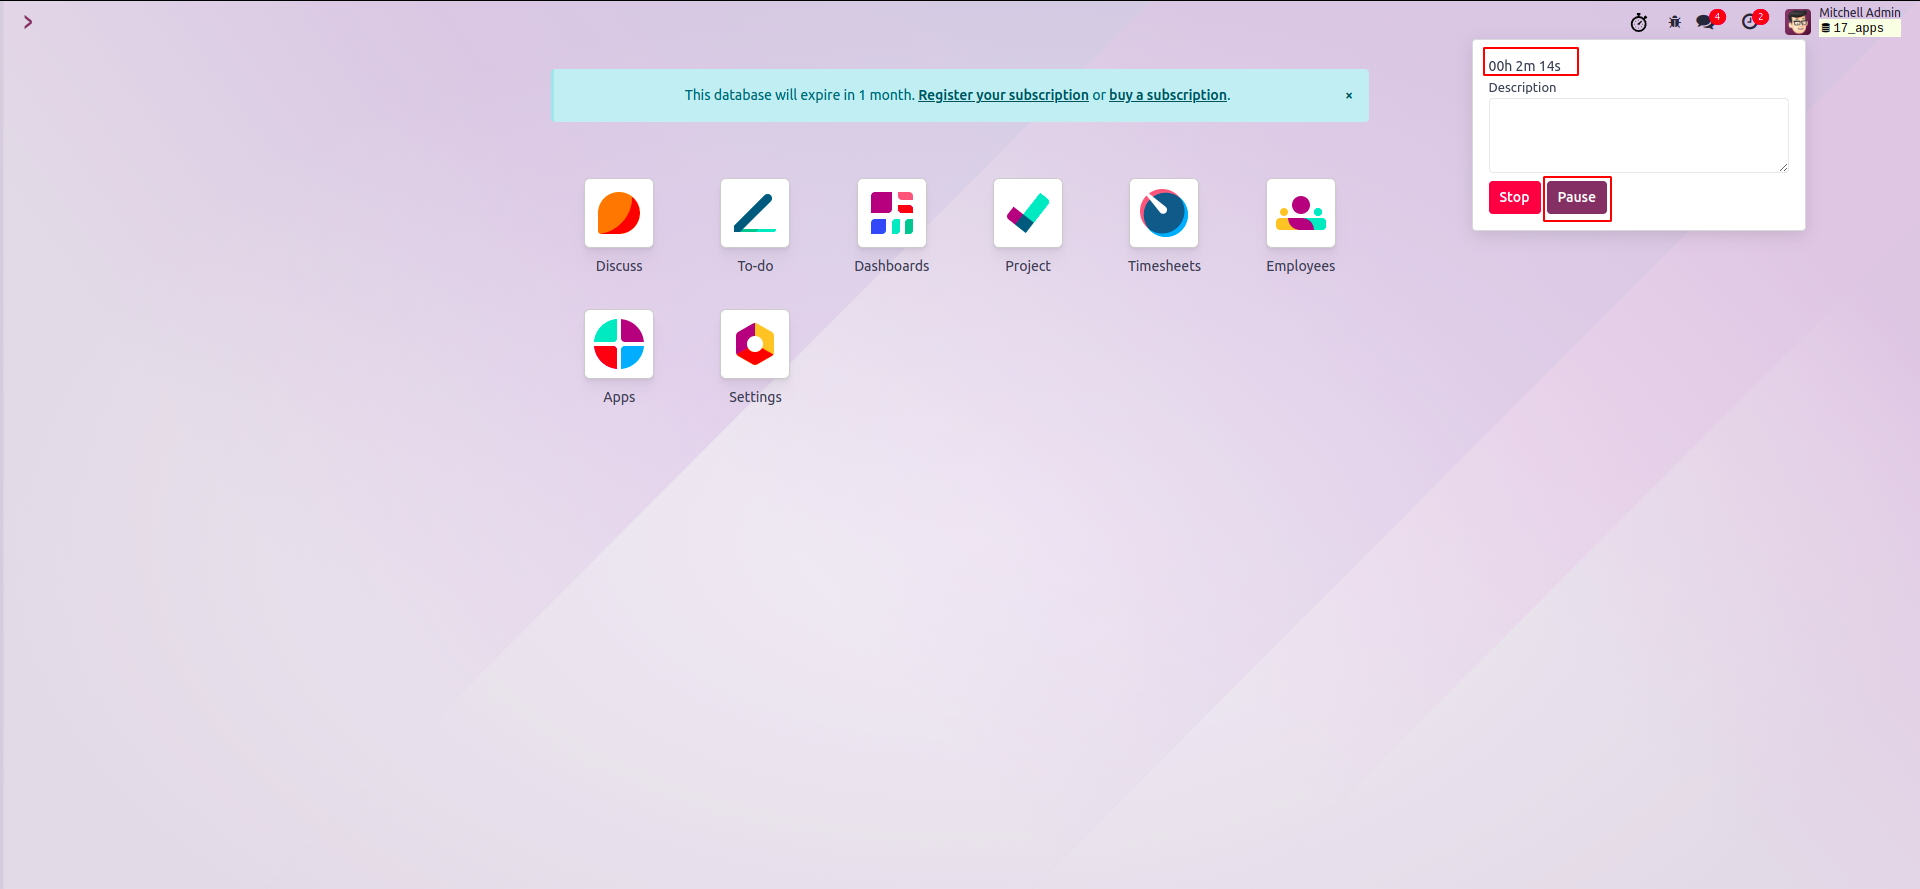 4
2
Mitchell Admin
17_apps
00h 2m 14s
Description
Stop Pause
This database will expire in 1 month. Register your subscription or buy a subscription. ×
Discuss To-do Dashboards Project Timesheets Employees
Apps Settings